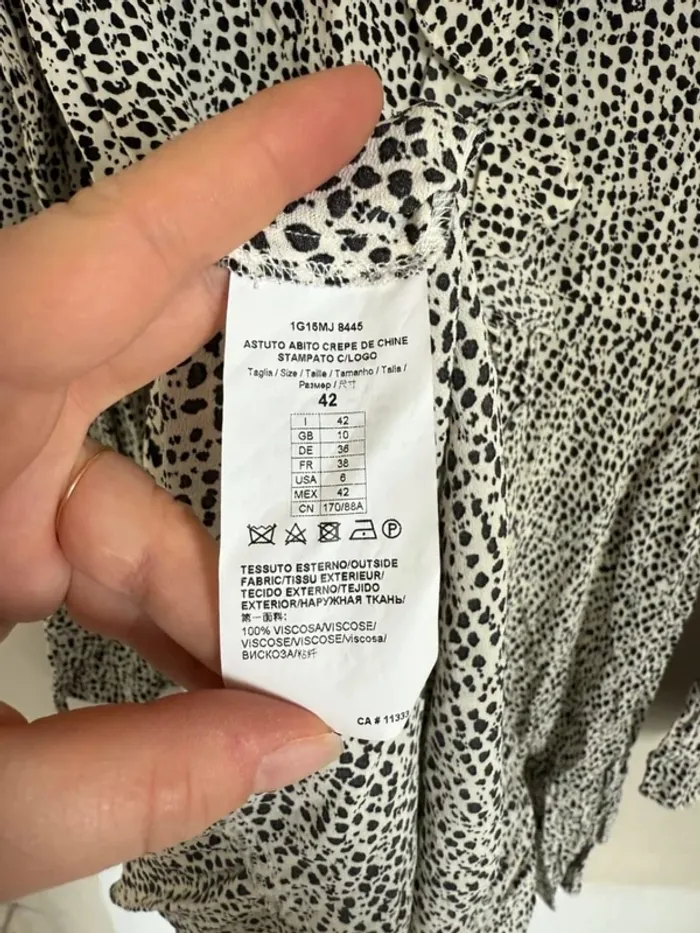 1G15MJ 8445
ASTUTO ABITO CREPE DE CHINE
STAMPATO C/LOGO
Taglia / Size / Taille / Tamanho / Talla /
Размер / 尺寸
42
I 42
GB 10
DE 36
FR 38
USA 6
MEX 42
CN 170/88A
P
TESSUTO ESTERNO/OUTSIDE
FABRIC/TISSU EXTERIEUR/
TECIDO EXTERNO/TEJIDO
EXTERIOR/НАРУЖНАЯ ТКАНЬ/
第一面料:
100% VISCOSA/VISCOSE/
VISCOSE/VISCOSE/viscosa/
ВИСКОЗА/粘纤
CA # 11333